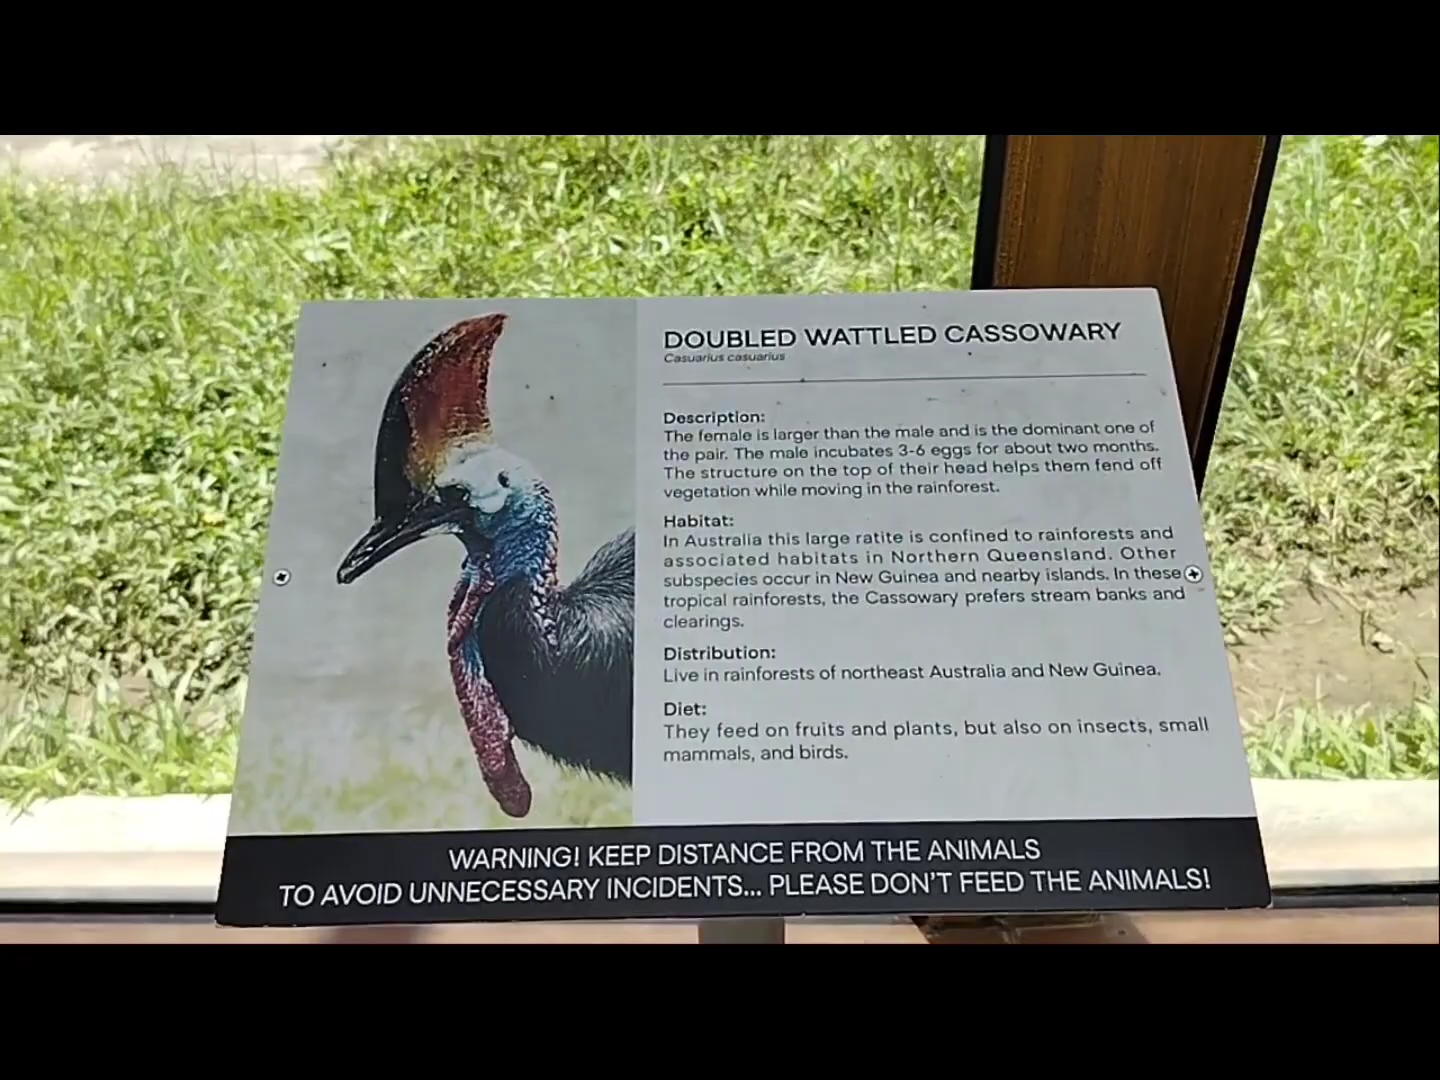 DOUBLED WATTLED CASSOWARY
Casuarius casuarius
Description:
The female is larger than the male and is the dominant one of
the pair. The male incubates 3-6 eggs for about two months.
The structure on the top of their head helps them fend off
vegetation while moving in the rainforest.
Habitat:
In Australia this large ratite is confined to rainforests and
associated habitats in Northern Queensland. Other
subspecies occur in New Guinea and nearby islands. In these
tropical rainforests, the Cassowary prefers stream banks and
clearings.
Distribution:
Live in rainforests of northeast Australia and New Guinea.
Diet:
They feed on fruits and plants, but also on insects, small
mammals, and birds.
WARNING! KEEP DISTANCE FROM THE ANIMALS
TO AVOID UNNECESSARY INCIDENTS... PLEASE DON'T FEED THE ANIMALS!